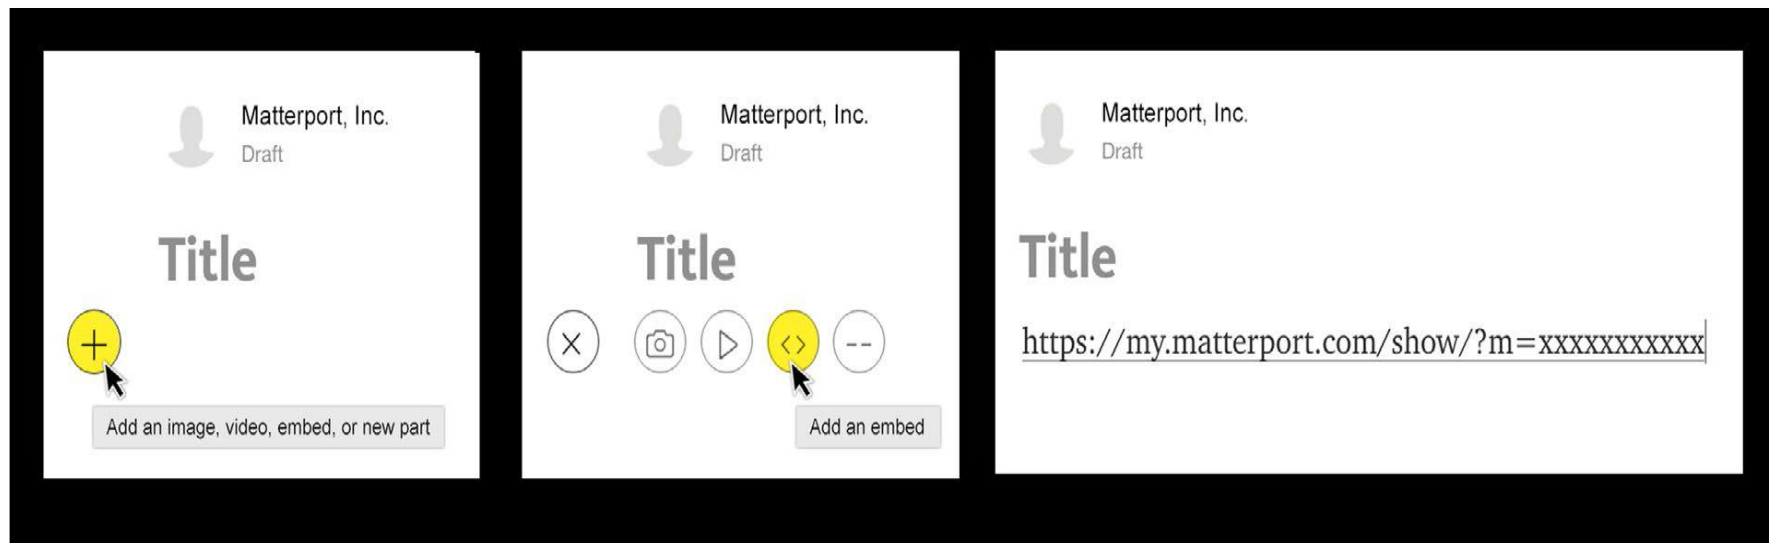 Matterport, Inc.
Draft
Title
Add an image, video, embed, or new part
Matterport, Inc.
Draft
Title
Add an embed
Matterport, Inc.
Draft
Title
https://my.matterport.com/show/?m=xxxxxxxxxxx